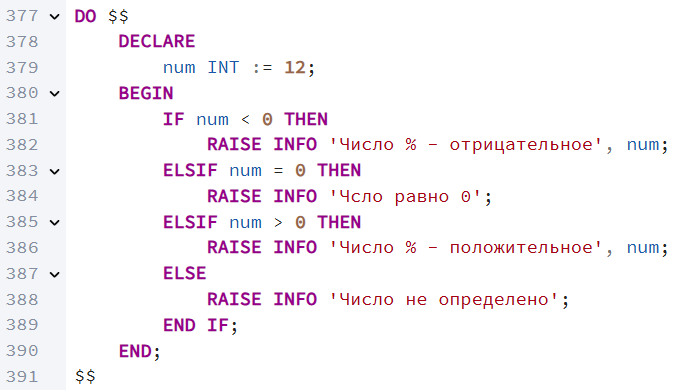 377 DO $$
378 DECLARE
379 num INT := 12;
380 BEGIN
381 IF num < 0 THEN
382 RAISE INFO 'Число % - отрицательное', num;
383 ELSIF num = 0 THEN
384 RAISE INFO 'Чсло равно 0';
385 ELSIF num > 0 THEN
386 RAISE INFO 'Число % - положительное', num;
387 ELSE
388 RAISE INFO 'Число не определено';
389 END IF;
390 END;
391 $$